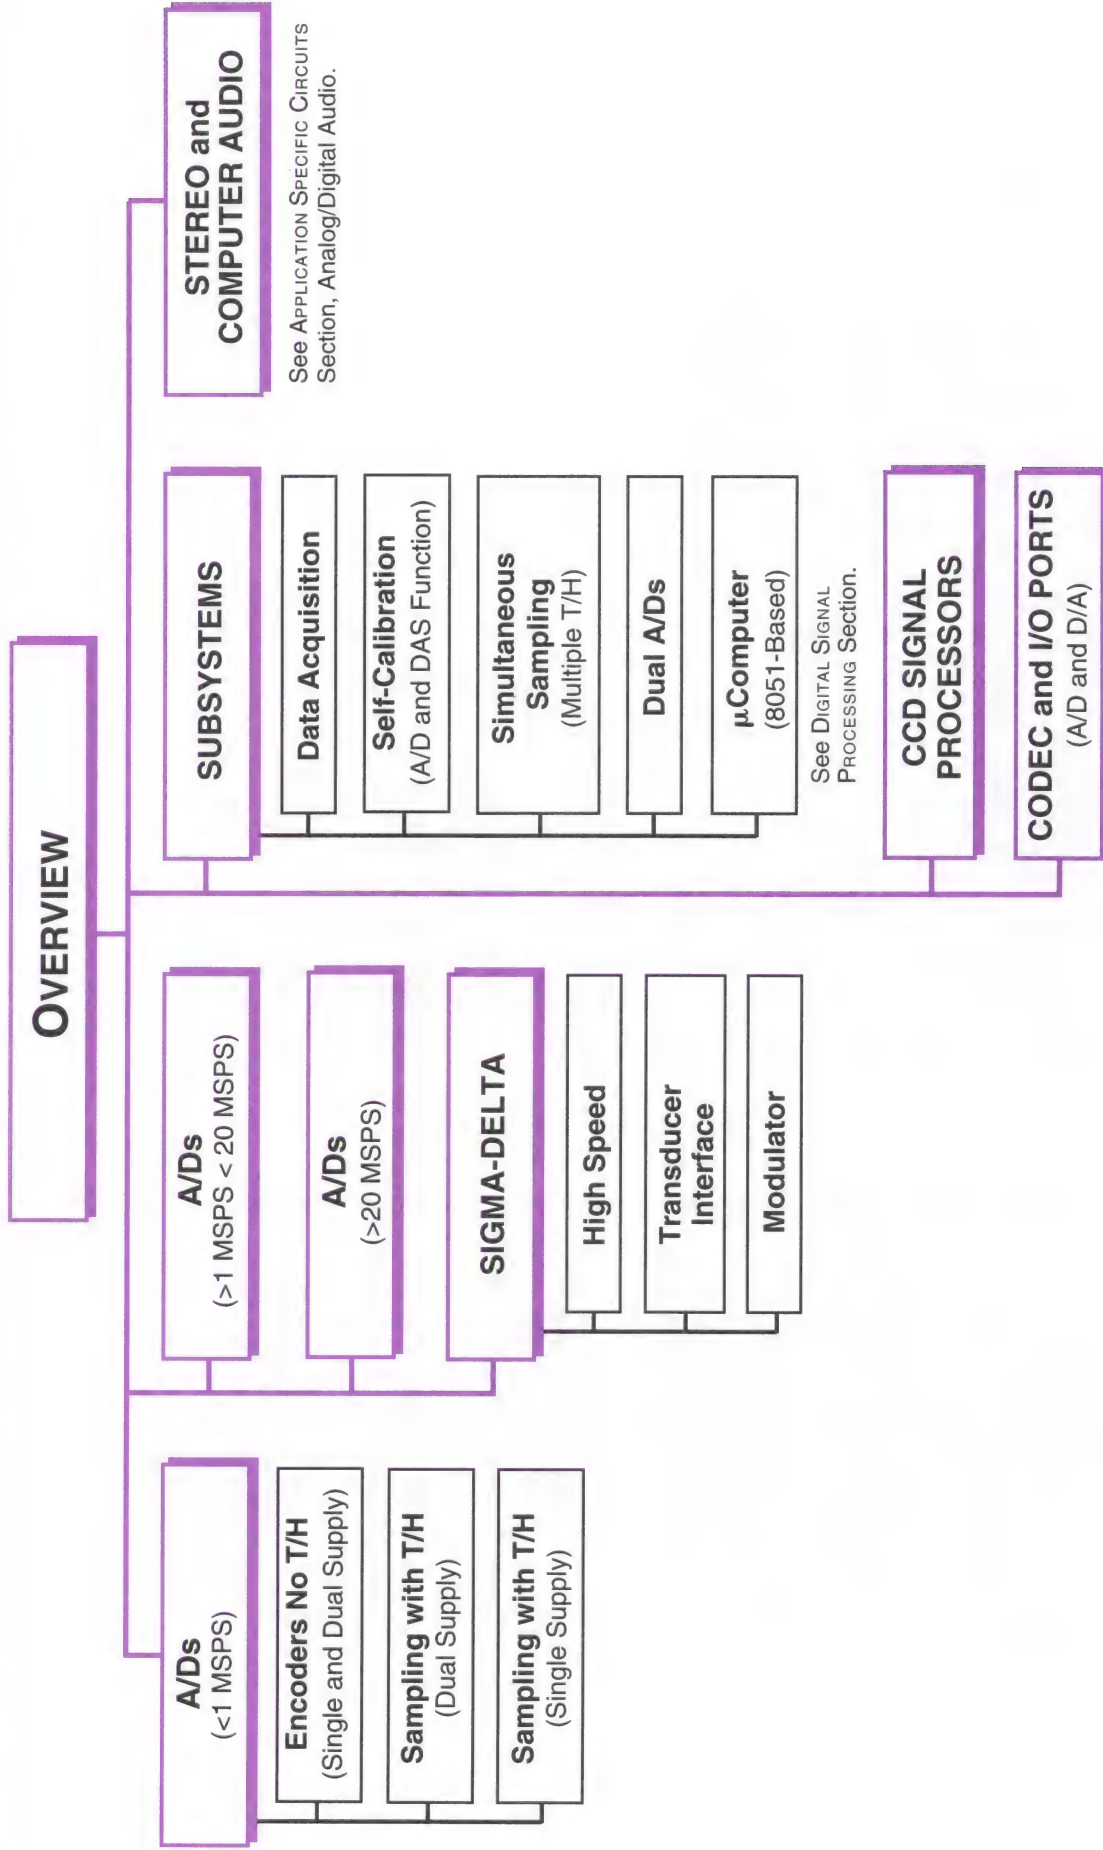 OVERVIEW
A/Ds
(<1 MSPS)
Encoders No T/H
(Single and Dual Supply)
Sampling with T/H
(Dual Supply)
Sampling with T/H
(Single Supply)
A/Ds
(>1 MSPS < 20 MSPS)
A/Ds
(>20 MSPS)
SIGMA-DELTA
High Speed
Transducer
Interface
Modulator
SUBSYSTEMS
Data Acquisition
Self-Calibration
(A/D and DAS Function)
Simultaneous
Sampling
(Multiple T/H)
Dual A/Ds
µComputer
(8051-Based)
See DIGITAL SIGNAL
PROCESSING Section.
CCD SIGNAL
PROCESSORS
CODEC and I/O PORTS
(A/D and D/A)
STEREO and
COMPUTER AUDIO
See APPLICATION SPECIFIC CIRCUITS
Section, Analog/Digital Audio.